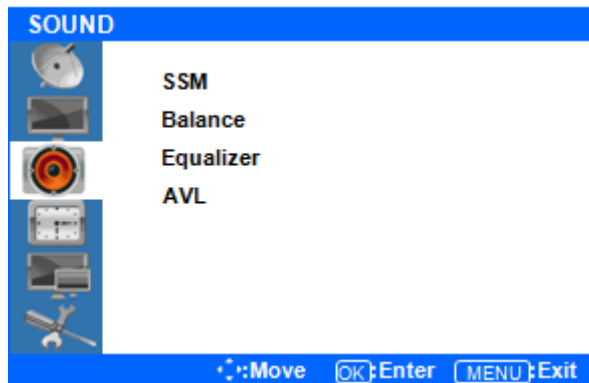 SOUND
SSM
Balance
Equalizer
AVL
:Move OK:Enter MENU:Exit